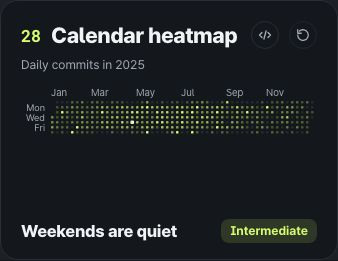 28 Calendar heatmap
Daily commits in 2025
Jan Mar May Jul Sep Nov
Mon
Wed
Fri
Weekends are quiet
Intermediate